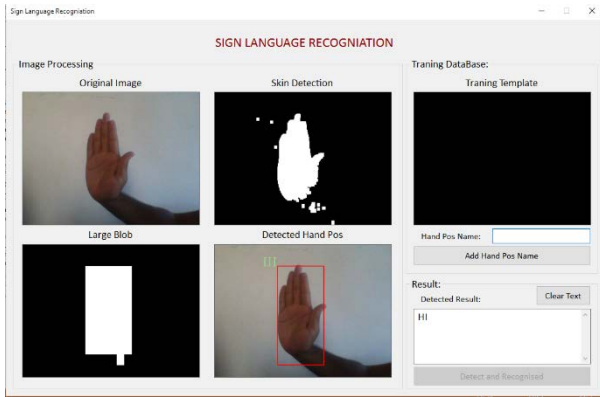 Sign Language Recogniation
SIGN LANGUAGE RECOGNIATION
Image Processing
Original Image
Skin Detection
Large Blob
Detected Hand Pos
Traning DataBase:
Traning Template
Hand Pos Name:
Add Hand Pos Name
Result:
Detected Result:
Clear Text
HI
Detect and Recognized